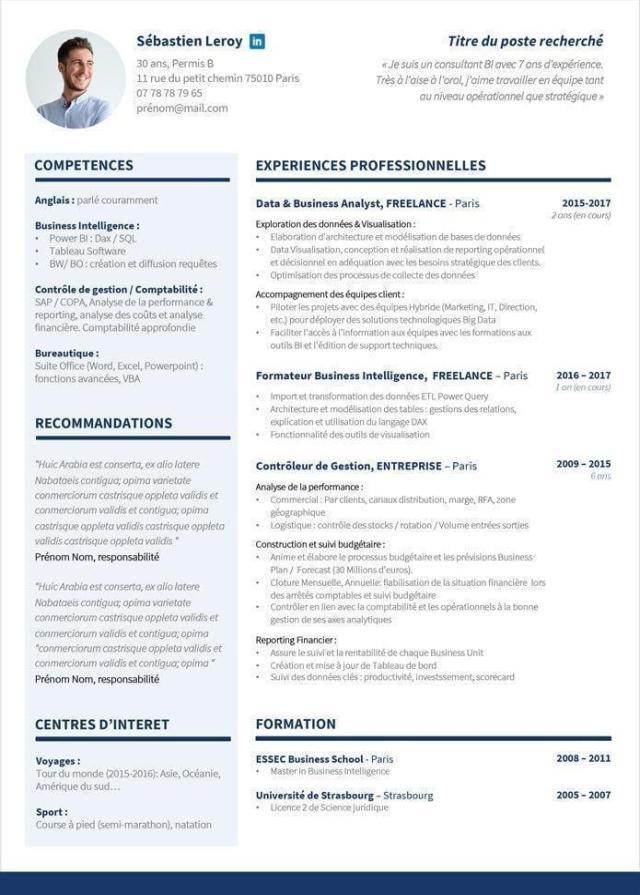 Sébastien Leroy in
30 ans, Permis B
11 rue du petit chemin 75010 Paris
07 78 78 79 65
prénom@mail.com
Titre du poste recherché
« Je suis un consultant BI avec 7 ans d'expérience.
Très à l'aise à l'oral, j'aime travailler en équipe tant
au niveau opérationnel que stratégique »
COMPETENCES
Anglais : parlé couramment
Business Intelligence :
• Power BI : Dax / SQL
• Tableau Software
• BW/ BO : création et diffusion requêtes
Contrôle de gestion / Comptabilité :
SAP / COPA, Analyse de la performance &
reporting, analyse des coûts et analyse
financière. Comptabilité approfondie
Bureautique :
Suite Office (Word, Excel, Powerpoint) :
fonctions avancées, VBA
RECOMMANDATIONS
"Huic Arabia est conserta, ex alio latere
Nabataeis contigua; opima varietate
conmerciorum castrisque oppleta validis et
conmerciorum contigua; opima
castrisque oppleta validis castrisque oppleta
validis et contigua; opima varietate
conmerciorum castrisque oppleta validis "
Prénom Nom, responsabilité
"Huic Arabia est conserta, ex alio latere
Nabataeis contigua; opima varietate
conmerciorum castrisque oppleta validis et
conmerciorum validis et contigua; opima
"conmerciorum castrisque oppleta validis et
conmerciorum validis et contigua; opima "
Prénom Nom, responsabilité
CENTRES D'INTERET
Voyages :
Tour du monde (2015-2016): Asie, Océanie,
Amérique du sud…
Sport :
Course à pied (semi-marathon), natation
EXPERIENCES PROFESSIONNELLES
Data & Business Analyst, FREELANCE - Paris 2015-2017
2 ans (en cours)
Exploration des données & Visualisation :
• Elaboration d'architecture et modélisation de bases de données
• Data Visualisation, conception et réalisation de reporting opérationnel
et décisionnel en adéquation avec les besoins stratégique des clients.
• Optimisation des processus de collecte des données
Accompagnement des équipes client :
• Piloter les projets avec des équipes Hybride (Marketing, IT, Direction,
etc.) pour déployer des solutions technologiques Big Data
• Faciliter l'accès à l'information aux équipes avec les formations aux
outils BI et l'édition de support techniques.
Formateur Business Intelligence, FREELANCE – Paris 2016 – 2017
1 an (en cours)
• Import et transformation des données ETL Power Query
• Architecture et modélisation des tables : gestions des relations,
explication et utilisation du langage DAX
• Fonctionnalité des outils de visualisation
Contrôleur de Gestion, ENTREPRISE – Paris 2009 – 2015
6 ans
Analyse de la performance :
• Commercial : Par clients, canaux distribution, marge, RFA, zone
géographique
• Logistique : contrôle des stocks / rotation / Volume entrées sorties
Construction et suivi budgétaire :
• Anime et élabore le processus budgétaire et les prévisions Business
Plan / Forecast (30 Millions d'euros).
• Cloture Mensuelle, Annuelle: fiabilisation de la situation financière lors
des arrêtés comptables et suivi budgétaire
• Contrôler en lien avec la comptabilité et les opérationnels à la bonne
gestion de ses axes analytiques
Reporting Financier :
• Assure le suivi et la rentabilité de chaque Business Unit
• Création et mise à jour de Tableau de bord
• Suivi des données clés : productivité, investssement, scorecard
FORMATION
ESSEC Business School - Paris 2008 – 2011
• Master in Business Intelligence
Université de Strasbourg – Strasbourg 2005 – 2007
• Licence 2 de Science juridique